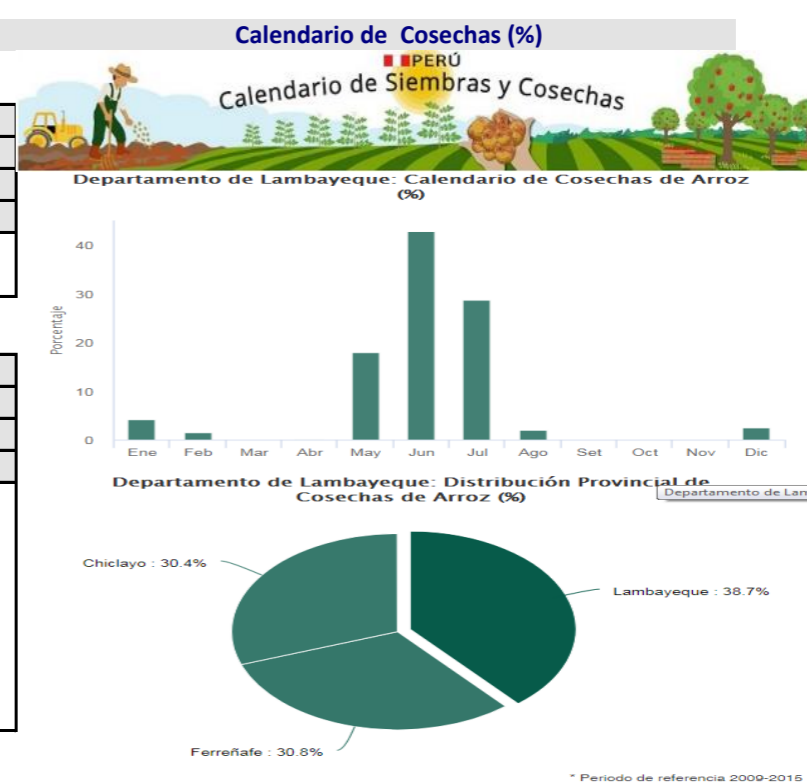 Calendario de  Cosechas (%)
PERÚ
Calendario de Siembras y Cosechas
Departamento de Lambayeque: Calendario de Cosechas de Arroz
(%)
Porcentaje
40
30
20
10
0
Ene Feb Mar Abr May Jun Jul Ago Set Oct Nov Dic
Departamento de Lambayeque: Distribución Provincial de
Cosechas de Arroz (%)
Departamento de Lam
Chiclayo : 30.4%
Lambayeque : 38.7%
Ferreñafe : 30.8%
* Periodo de referencia 2009-2015